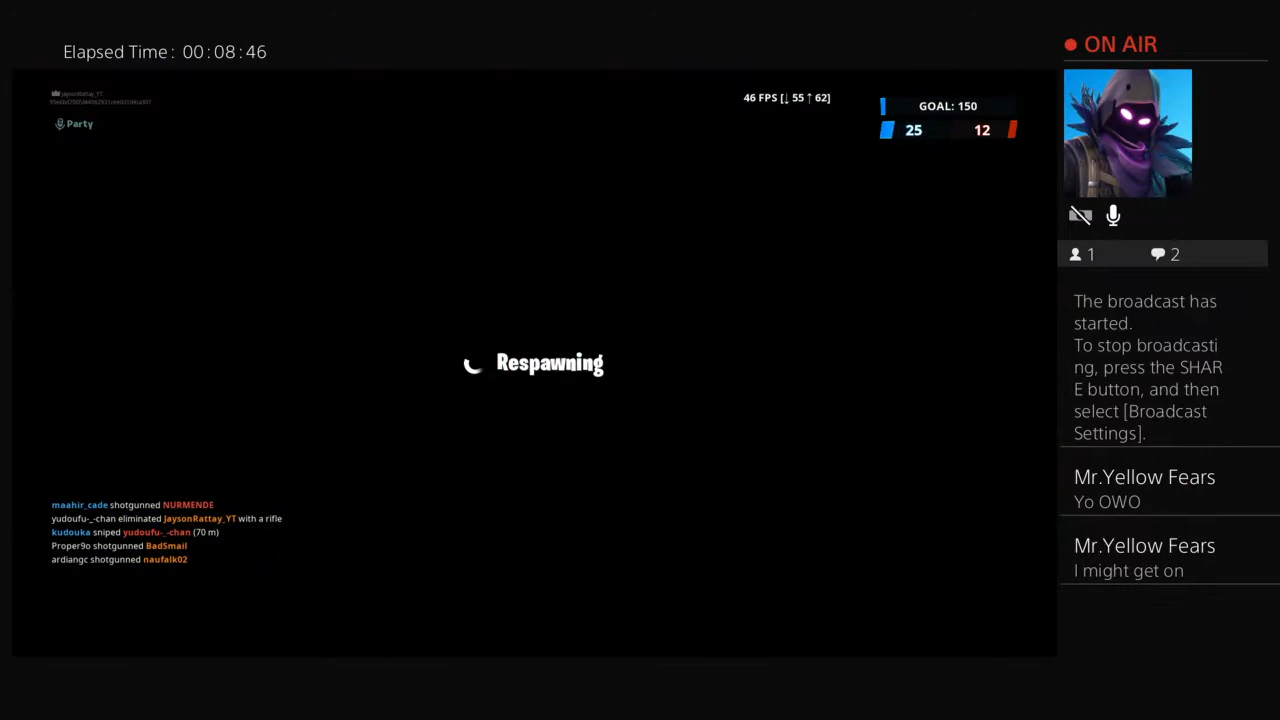 Elapsed Time: 00:08:46
ON AIR
JaysonRattay_YT
Party
46 FPS [↓ 55 ↑ 62]
GOAL: 150
25 12
1 2
The broadcast has
started.
To stop broadcasti
ng, press the SHAR
E button, and then
select [Broadcast
Settings].
Respawning
Mr.Yellow Fears
Yo OWO
Mr.Yellow Fears
I might get on
maahir_cade shotgunned NURMENDE
yudoufu-_-chan eliminated JaysonRattay_YT with a rifle
kudouka sniped yudoufu-_-chan (70 m)
Proper9o shotgunned BadSmail
ardiangc shotgunned naufalk02